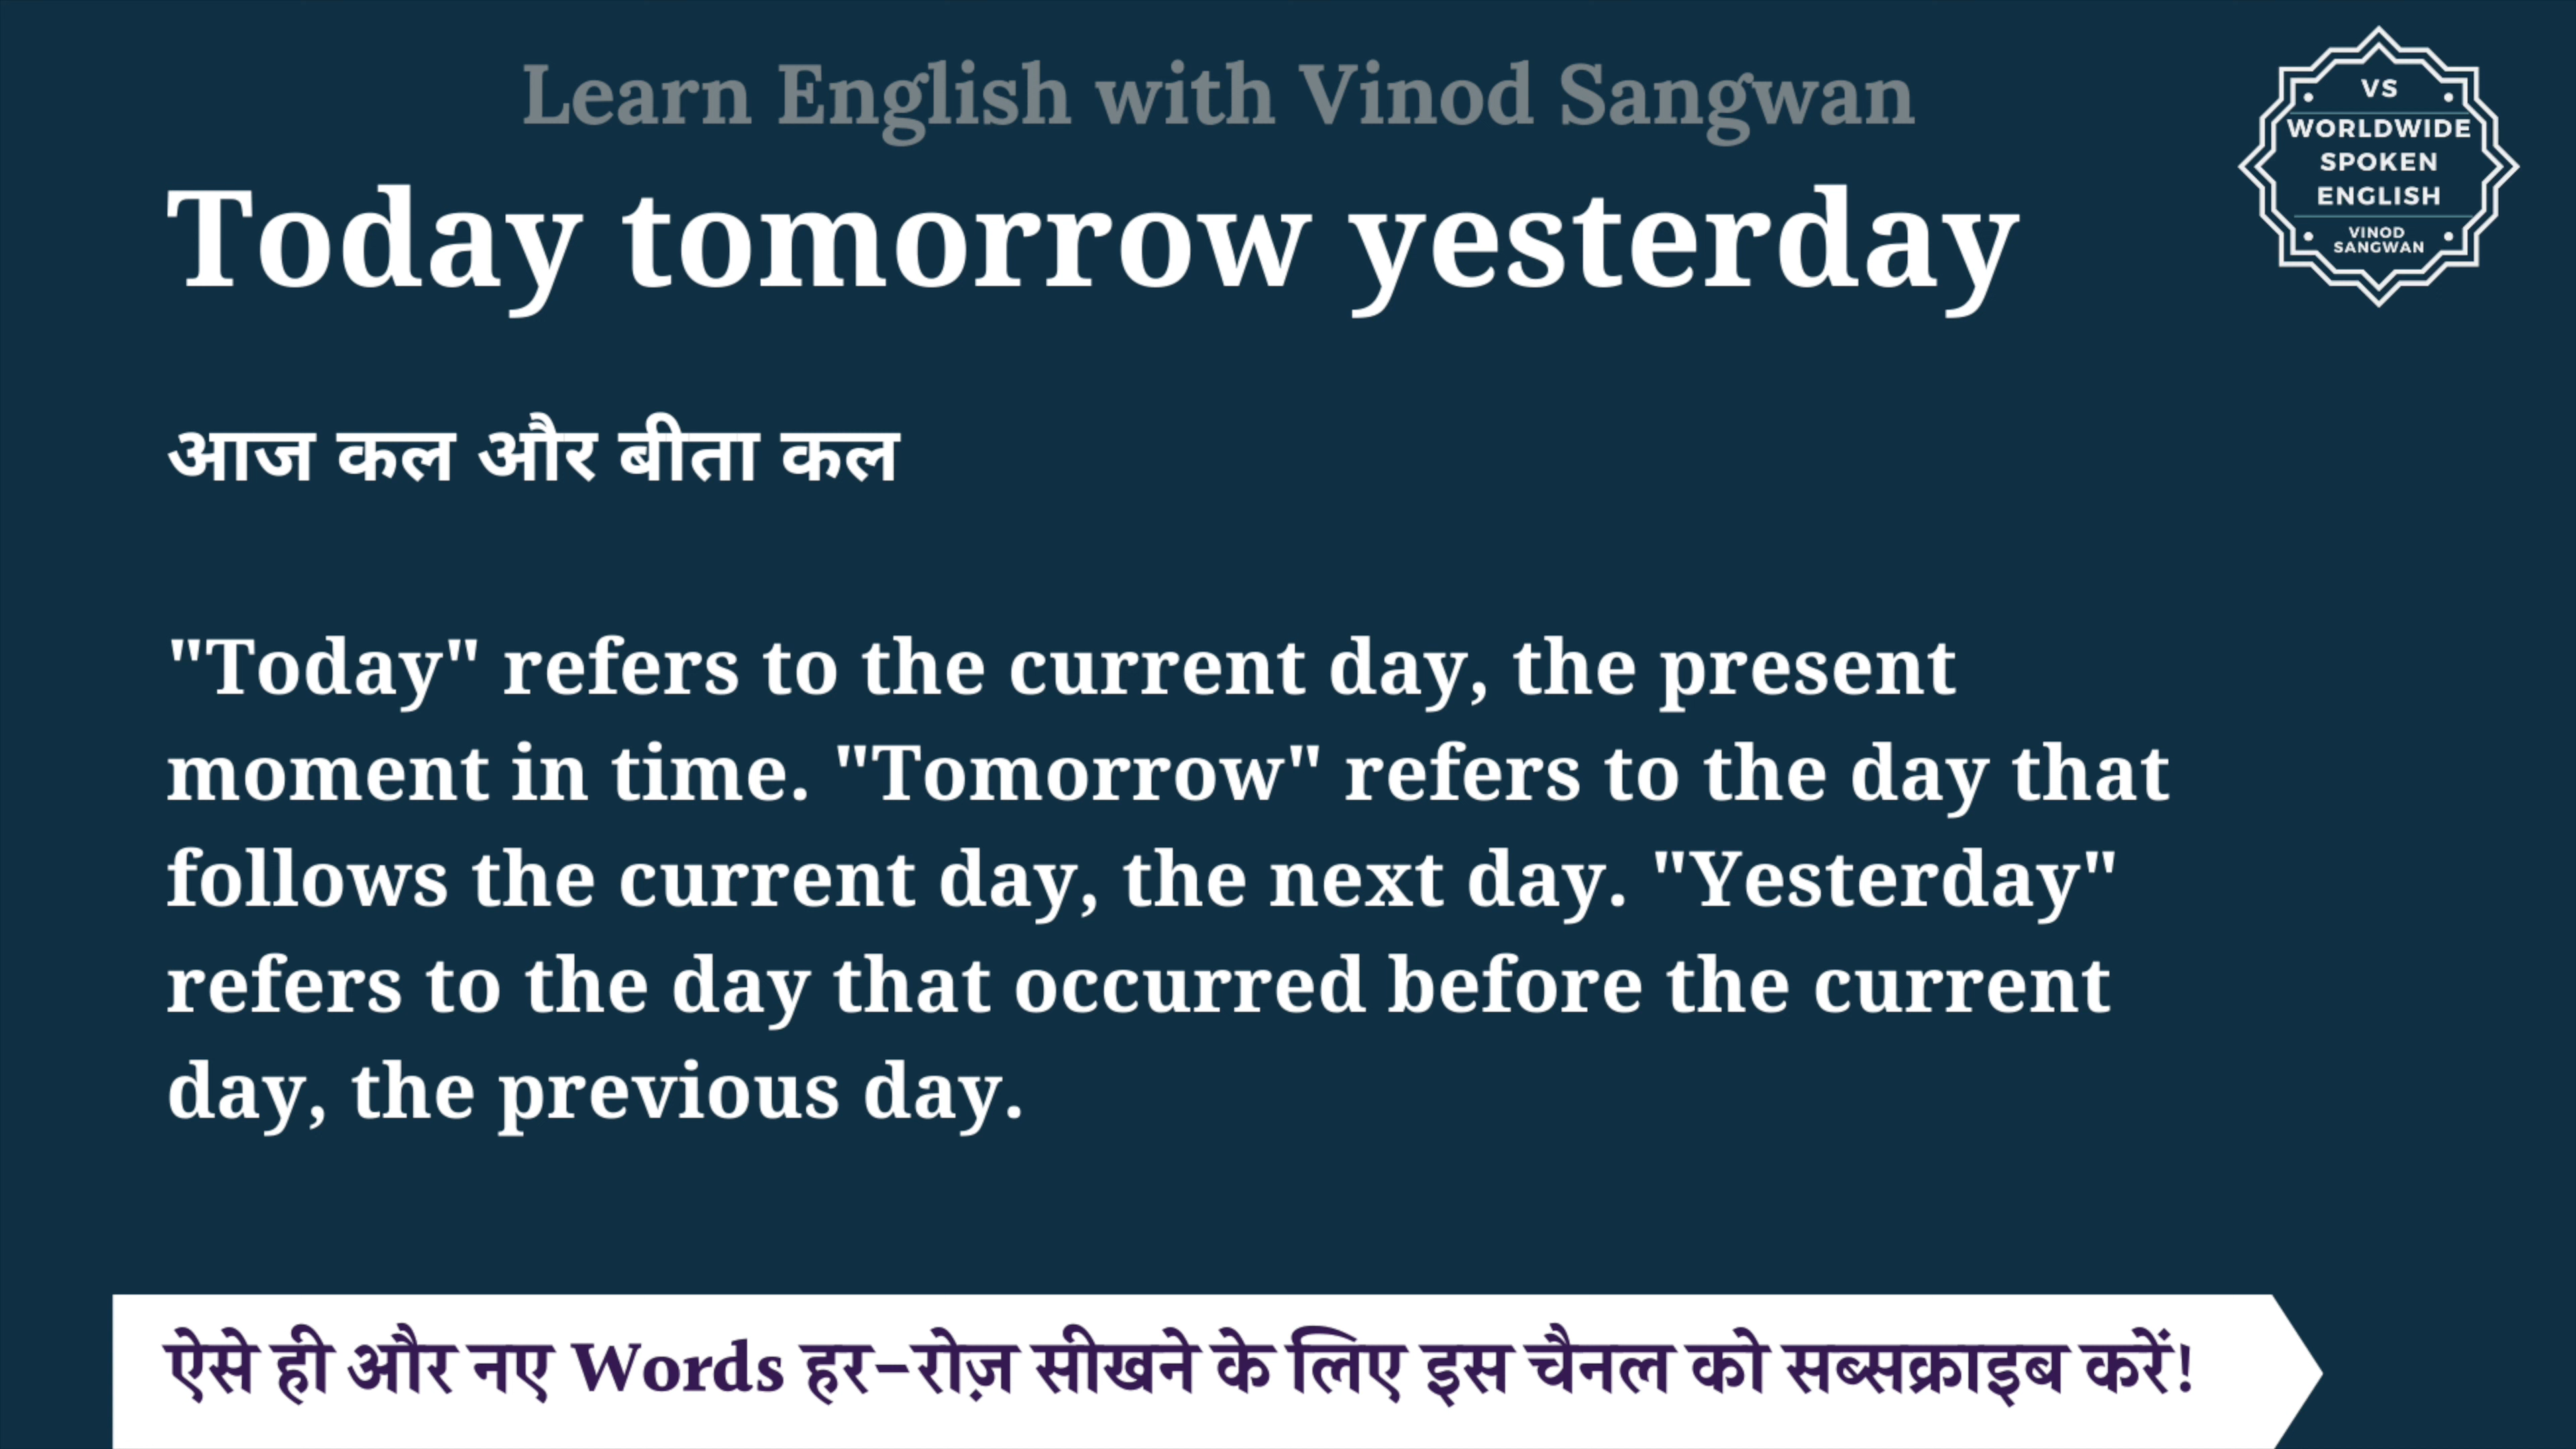 Learn English with Vinod Sangwan
Today tomorrow yesterday
VS
WORLDWIDE
SPOKEN
ENGLISH
VINOD
SANGWAN
आज कल और बीता कल
"Today" refers to the current day, the present
moment in time. "Tomorrow" refers to the day that
follows the current day, the next day. "Yesterday"
refers to the day that occurred before the current
day, the previous day.
ऐसे ही और नए Words हर-रोज़ सीखने के लिए इस चैनल को सब्सक्राइब करें!